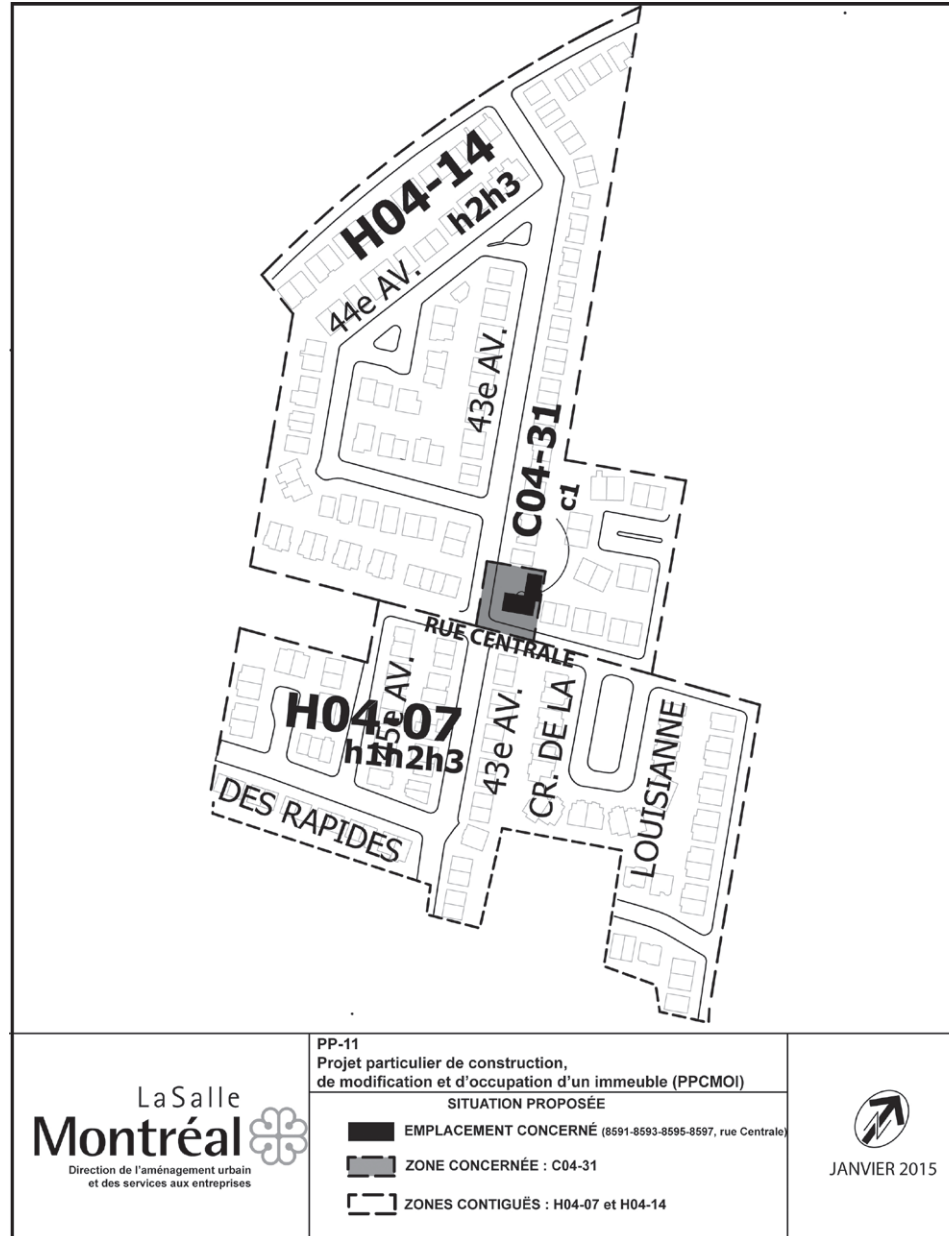 H04-14
h2h3
44e AV.
43e AV.
C04-31
c1
RUE CENTRALE
H04-07
h1h2h3
45e AV.
43e AV.
CR. DE LA
LOUISIANNE
DES RAPIDES
LaSalle
Montréal
Direction de l'aménagement urbain
et des services aux entreprises
PP-11
Projet particulier de construction,
de modification et d'occupation d'un immeuble (PPCMOI)
SITUATION PROPOSÉE
EMPLACEMENT CONCERNÉ (8591-8593-8595-8597, rue Centrale)
ZONE CONCERNÉE : C04-31
ZONES CONTIGUËS : H04-07 et H04-14
JANVIER 2015